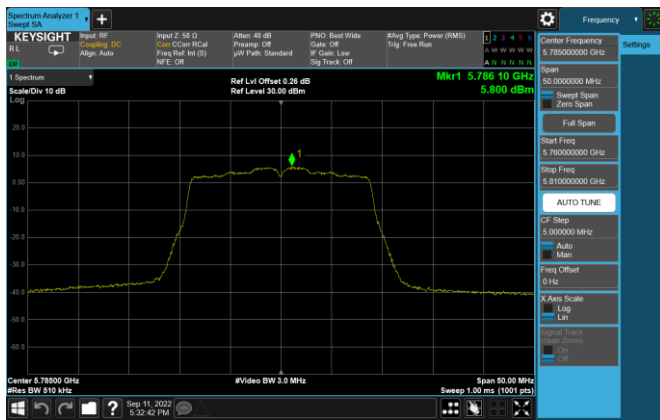 Spectrum Analyzer 1
Swept SA
+
Frequency
KEYSIGHT
RL
Input: RF
Coupling: DC
Align: Auto
Input Z: 50 Ω
Corr CCorr RCal
Freq Ref: Int (S)
NFE: Off
Atten: 40 dB
Preamp: Off
µW Path: Standard
PNO: Best Wide
Gate: Off
IF Gain: Low
Sig Track: Off
#Avg Type: Power (RMS)
Trig: Free Run
1 2 3 4 5 6
A W W W W W
A N N N N N
1 Spectrum
Scale/Div 10 dB
Log
Ref Lvl Offset 0.26 dB
Ref Level 30.00 dBm
Mkr1 5.786 10 GHz
5.800 dBm
20.0
10.0
0.00
-10.0
-20.0
-30.0
-40.0
-50.0
-60.0
1
Center 5.78500 GHz
#Res BW 510 kHz
#Video BW 3.0 MHz
Span 50.00 MHz
Sweep 1.00 ms (1001 pts)
Sep 11, 2022
5:32:42 PM
Center Frequency
5.785000000 GHz
Settings
Span
50.0000000 MHz
Swept Span
Zero Span
Full Span
Start Freq
5.760000000 GHz
Stop Freq
5.810000000 GHz
AUTO TUNE
CF Step
5.000000 MHz
Auto
Man
Freq Offset
0 Hz
X Axis Scale
Log
Lin
Signal Track
(Span Zoom)
On
Off